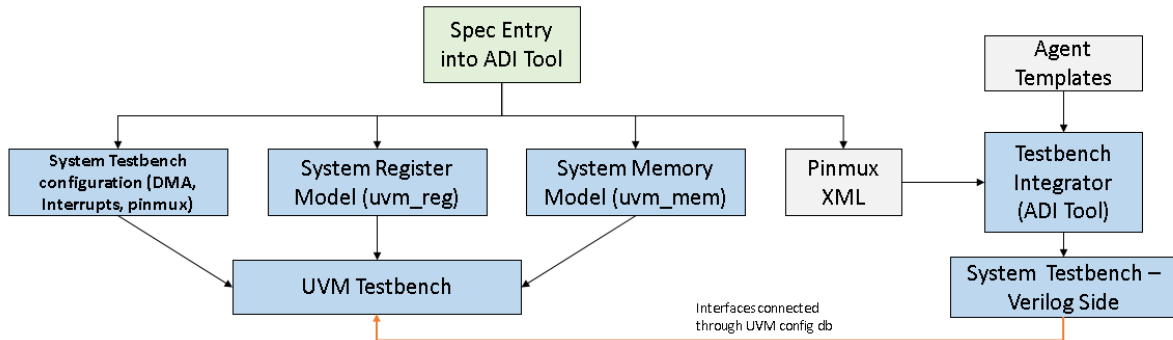 Spec Entry
into ADI Tool
Agent
Templates
System Testbench
configuration (DMA,
Interrupts, pinmux)
System Register
Model (uvm_reg)
System Memory
Model (uvm_mem)
Pinmux
XML
Testbench
Integrator
(ADI Tool)
UVM Testbench
System Testbench –
Verilog Side
Interfaces connected
through UVM config db